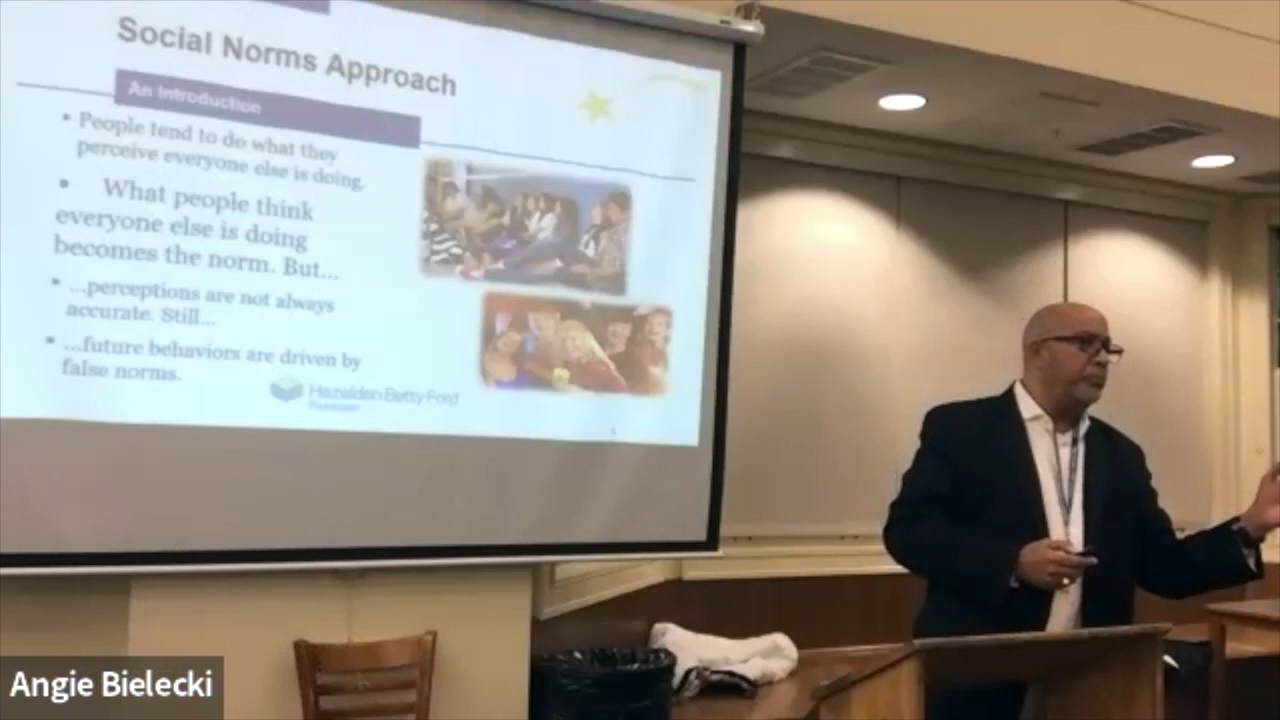 Social Norms Approach
An Introduction
• People tend to do what they
perceive everyone else is doing.
• What people think
everyone else is doing
becomes the norm. But...
• ...perceptions are not always
accurate. Still...
• ...future behaviors are driven by
false norms.
Hazelden Betty Ford
Foundation
Angie Bielecki